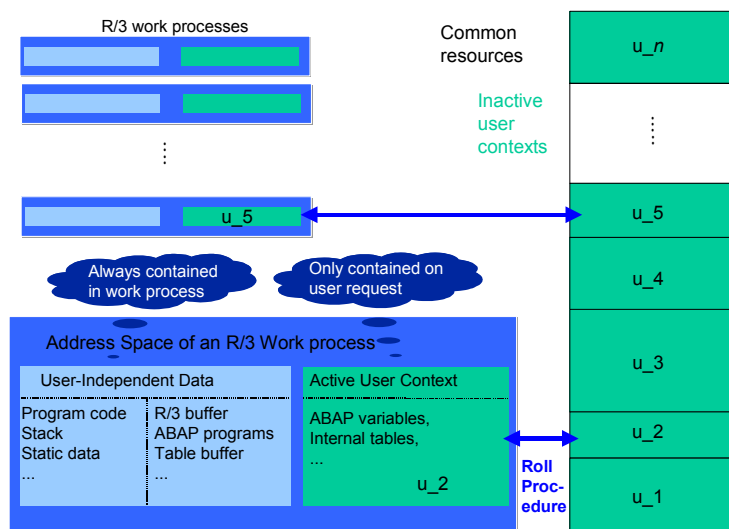 R/3 work processes
Common
resources
u_n
Inactive
user
contexts
u_5
u_5
Always contained
in work process
Only contained on
user request
u_4
Address Space of an R/3 Work process
u_3
User-Independent Data
Active User Context
Program code
Stack
Static data
...
R/3 buffer
ABAP programs
Table buffer
...
ABAP variables,
Internal tables,
...
u_2
u_2
Roll
Proc-
edure
u_1